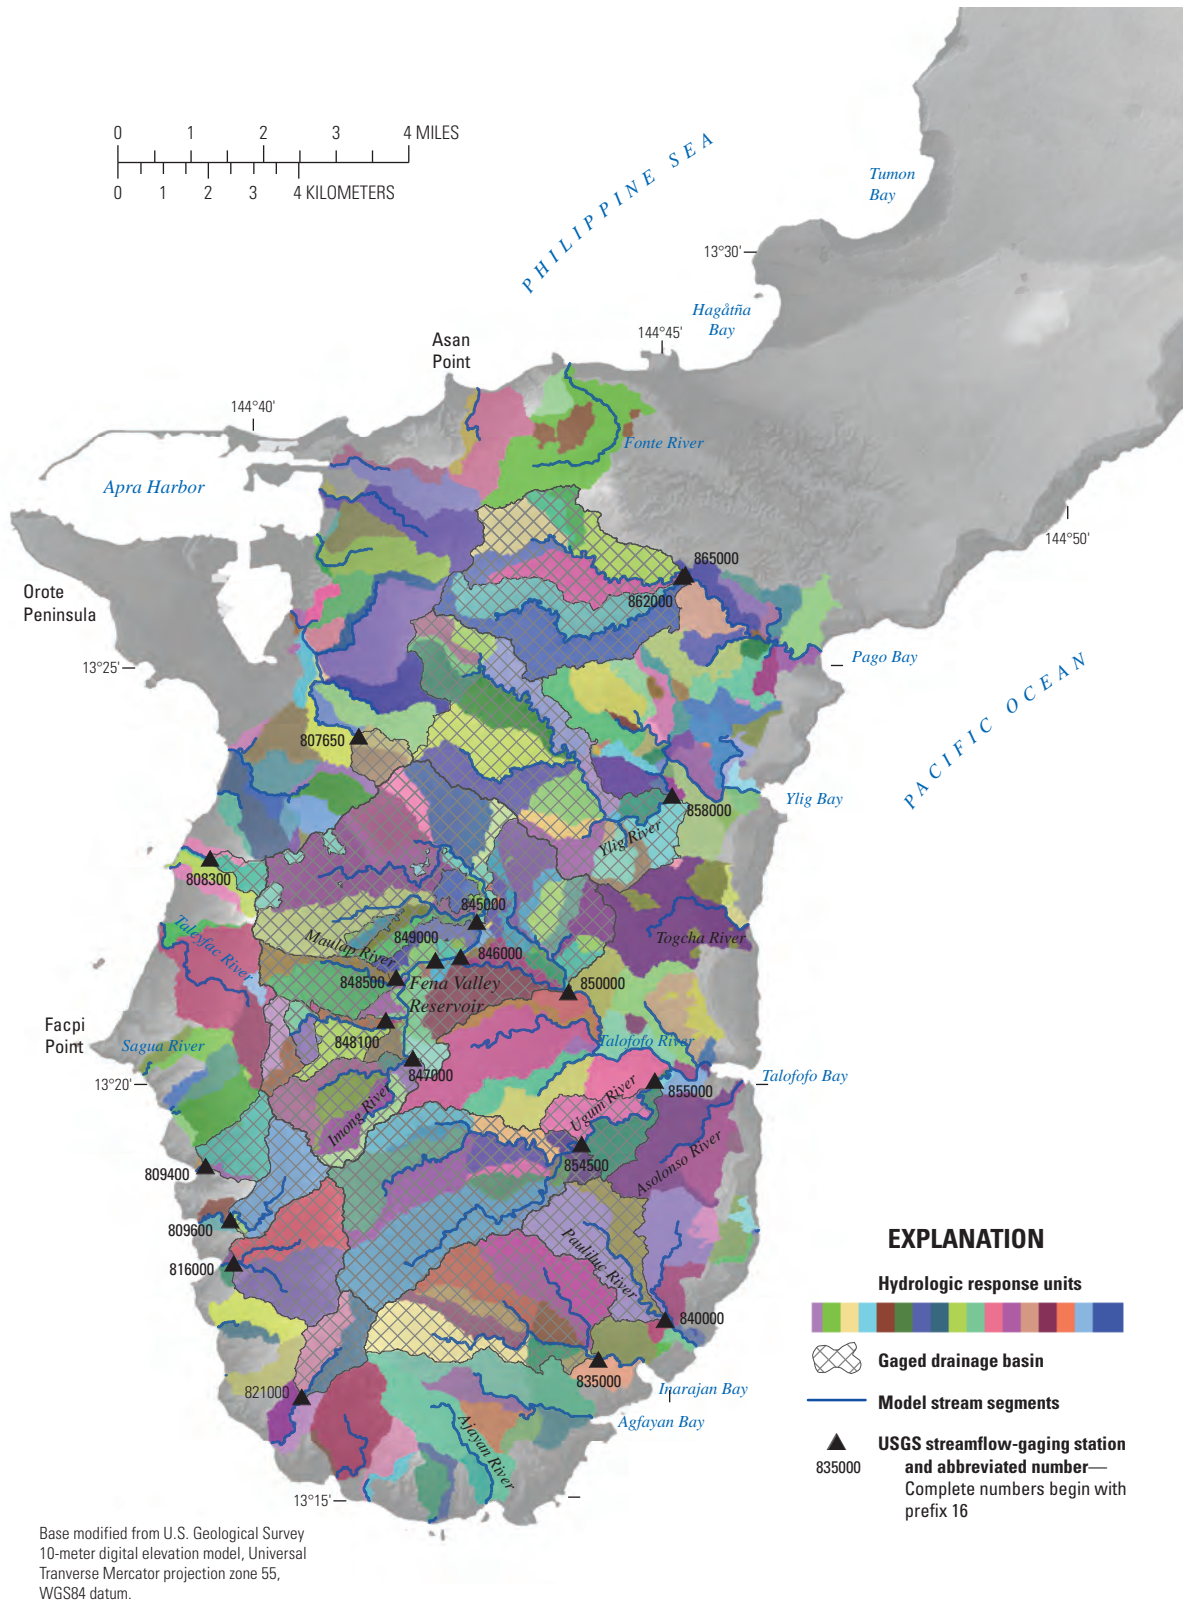 0 1 2 3 4 MILES
0 1 2 3 4 KILOMETERS
PHILIPPINE SEA
Tumon
Bay
13°30'
Hagåtña
Bay
144°45'
Asan
Point
144°40'
Fonte River
Apra Harbor
144°50'
865000
862000
Orote
Peninsula
Pago Bay
13°25'
PACIFIC OCEAN
807650
858000
Ylig Bay
Ylig River
808300
845000
Taleyfac River
849000
Maulap River
846000
Togcha River
848500
Fena Valley
Reservoir
850000
Facpi
Point
Sagua River
848100
Talofofo River
847000
13°20'
855000
Talofofo Bay
Imong River
Ugum River
854500
Asolonso River
809400
809600
816000
Pauliluc River
840000
835000
Inarajan Bay
821000
Agfayan Bay
Ajayan River
13°15'
EXPLANATION
Hydrologic response units
Gaged drainage basin
Model stream segments
USGS streamflow-gaging station
835000 and abbreviated number—
Complete numbers begin with
prefix 16
Base modified from U.S. Geological Survey
10-meter digital elevation model, Universal
Tranverse Mercator projection zone 55,
WGS84 datum.